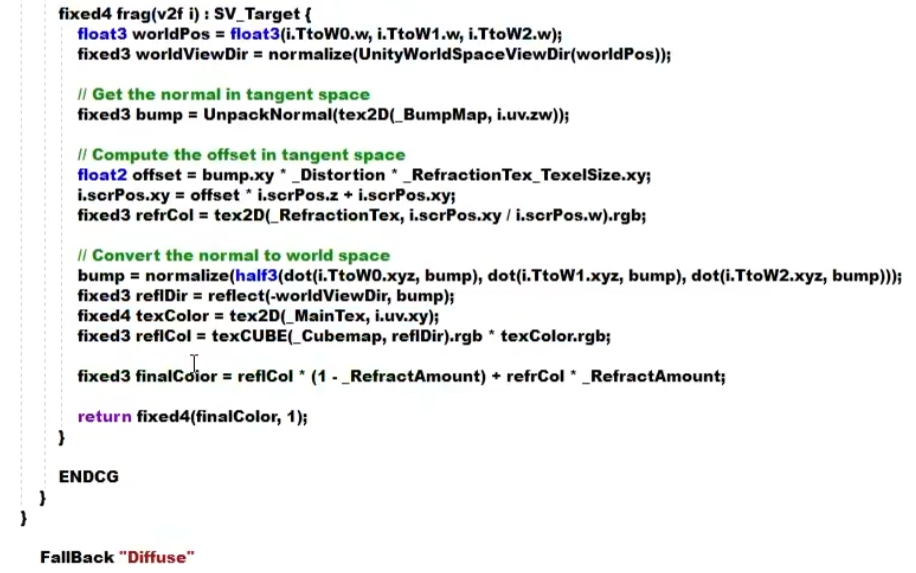 fixed4 frag(v2f i) : SV_Target {
float3 worldPos = float3(i.TtoW0.w, i.TtoW1.w, i.TtoW2.w);
fixed3 worldViewDir = normalize(UnityWorldSpaceViewDir(worldPos));
// Get the normal in tangent space
fixed3 bump = UnpackNormal(tex2D(_BumpMap, i.uv.zw));
// Compute the offset in tangent space
float2 offset = bump.xy * _Distortion * _RefractionTex_TexelSize.xy;
i.scrPos.xy = offset * i.scrPos.z + i.scrPos.xy;
fixed3 refrCol = tex2D(_RefractionTex, i.scrPos.xy / i.scrPos.w).rgb;
// Convert the normal to world space
bump = normalize(half3(dot(i.TtoW0.xyz, bump), dot(i.TtoW1.xyz, bump), dot(i.TtoW2.xyz, bump)));
fixed3 reflDir = reflect(-worldViewDir, bump);
fixed4 texColor = tex2D(_MainTex, i.uv.xy);
fixed3 reflCol = texCUBE(_Cubemap, reflDir).rgb * texColor.rgb;
fixed3 finalColor = reflCol * (1 - _RefractAmount) + refrCol * _RefractAmount;
return fixed4(finalColor, 1);
}
ENDCG
}
}
FallBack "Diffuse"